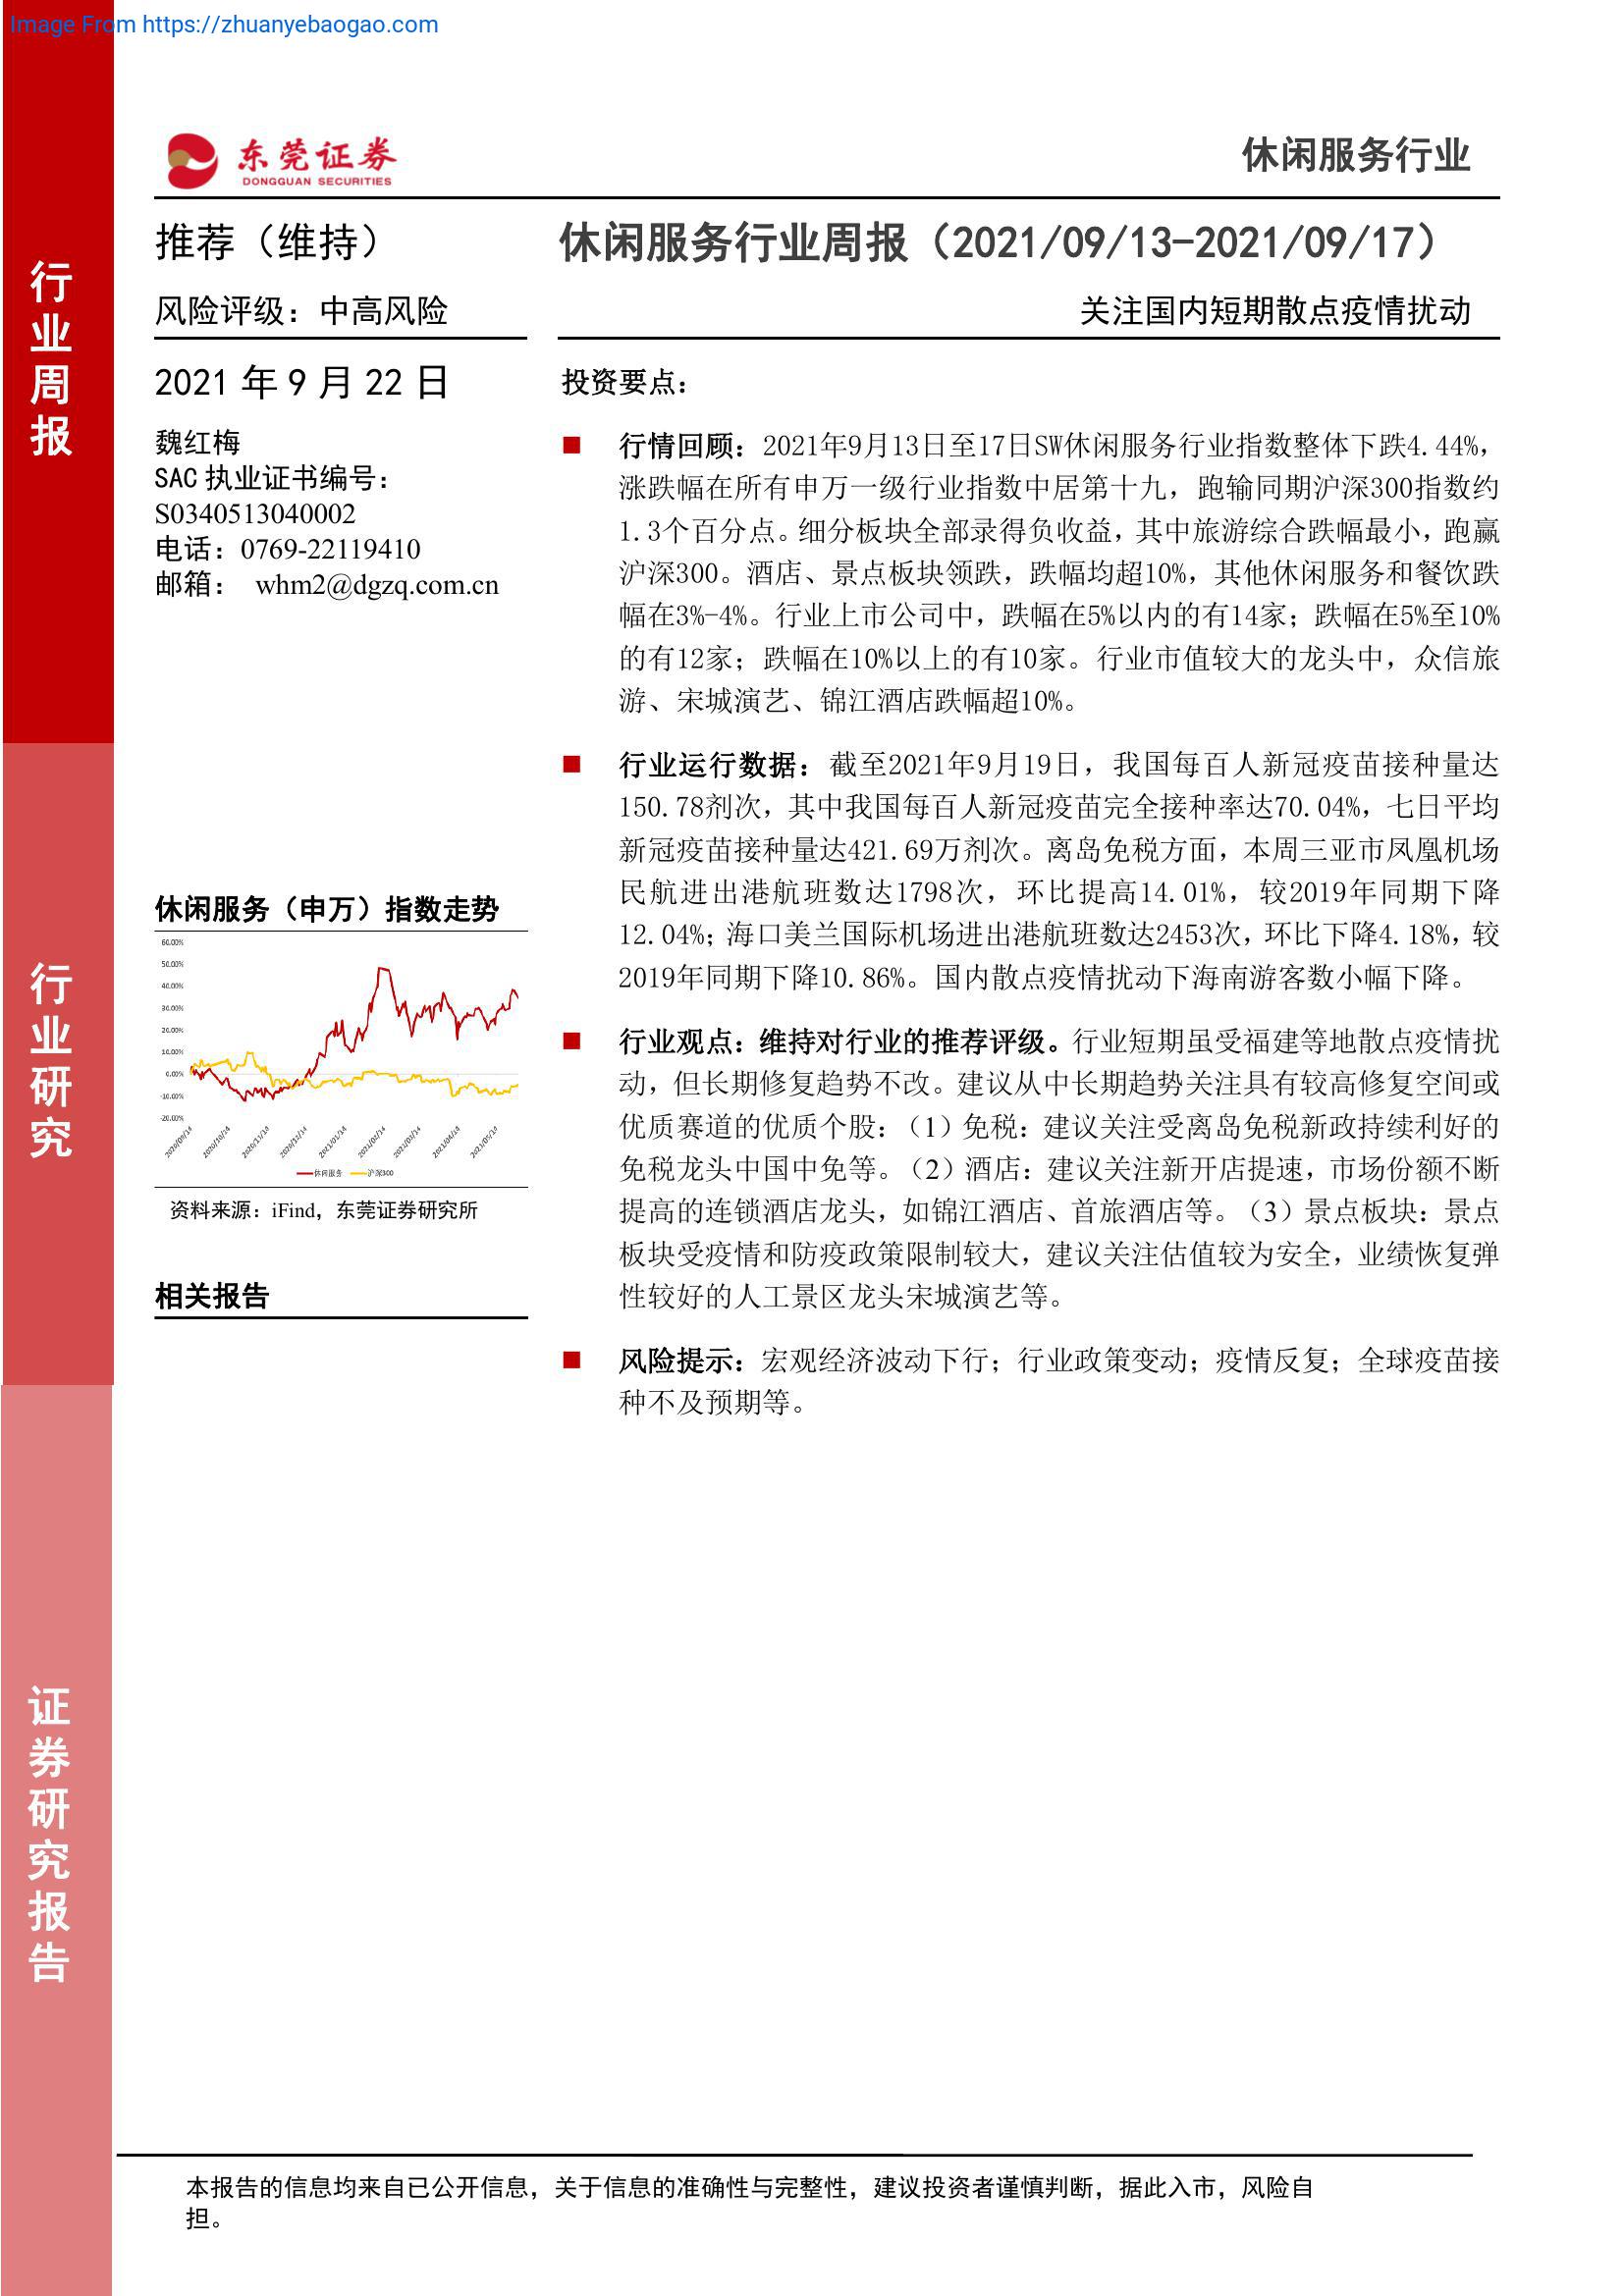 Image From https://zhuanyebaogao.com
东莞证券
DONGGUAN SECURITIES
休闲服务行业
行业周报
行业研究
证券研究报告
推荐（维持）
风险评级：中高风险
2021 年 9 月 22 日
魏红梅
SAC 执业证书编号：
S0340513040002
电话：0769-22119410
邮箱： whm2@dgzq.com.cn
休闲服务（申万）指数走势
60.00%
50.00%
40.00%
30.00%
20.00%
10.00%
0.00%
-10.00%
-20.00%
休闲服务 沪深300
资料来源：iFind，东莞证券研究所
相关报告
休闲服务行业周报（2021/09/13-2021/09/17）
关注国内短期散点疫情扰动
投资要点：
行情回顾：2021年9月13日至17日SW休闲服务行业指数整体下跌4.44%，
涨跌幅在所有申万一级行业指数中居第十九，跑输同期沪深300指数约
1.3个百分点。细分板块全部录得负收益，其中旅游综合跌幅最小，跑赢
沪深300。酒店、景点板块领跌，跌幅均超10%，其他休闲服务和餐饮跌
幅在3%-4%。行业上市公司中，跌幅在5%以内的有14家；跌幅在5%至10%
的有12家；跌幅在10%以上的有10家。行业市值较大的龙头中，众信旅
游、宋城演艺、锦江酒店跌幅超10%。
行业运行数据：截至2021年9月19日，我国每百人新冠疫苗接种量达
150.78剂次，其中我国每百人新冠疫苗完全接种率达70.04%，七日平均
新冠疫苗接种量达421.69万剂次。离岛免税方面，本周三亚市凤凰机场
民航进出港航班数达1798次，环比提高14.01%，较2019年同期下降
12.04%；海口美兰国际机场进出港航班数达2453次，环比下降4.18%，较
2019年同期下降10.86%。国内散点疫情扰动下海南游客数小幅下降。
行业观点：维持对行业的推荐评级。行业短期虽受福建等地散点疫情扰
动，但长期修复趋势不改。建议从中长期趋势关注具有较高修复空间或
优质赛道的优质个股：（1）免税：建议关注受离岛免税新政持续利好的
免税龙头中国中免等。（2）酒店：建议关注新开店提速，市场份额不断
提高的连锁酒店龙头，如锦江酒店、首旅酒店等。（3）景点板块：景点
板块受疫情和防疫政策限制较大，建议关注估值较为安全，业绩恢复弹
性较好的人工景区龙头宋城演艺等。
风险提示：宏观经济波动下行；行业政策变动；疫情反复；全球疫苗接
种不及预期等。
本报告的信息均来自已公开信息，关于信息的准确性与完整性，建议投资者谨慎判断，据此入市，风险自
担。